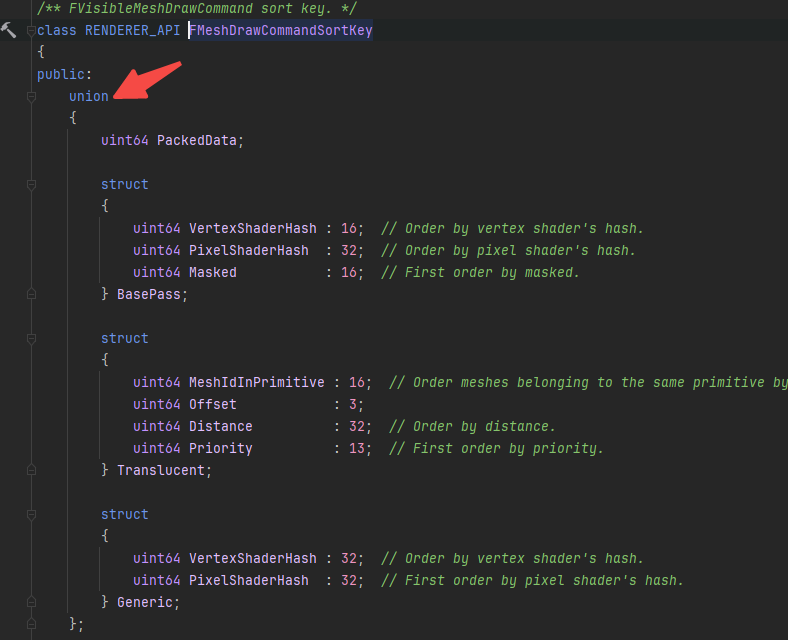 /** FVisibleMeshDrawCommand sort key. */
class RENDERER_API FMeshDrawCommandSortKey
{
public:
union
{
uint64 PackedData;
struct
{
uint64 VertexShaderHash : 16; // Order by vertex shader's hash.
uint64 PixelShaderHash : 32; // Order by pixel shader's hash.
uint64 Masked : 16; // First order by masked.
} BasePass;
struct
{
uint64 MeshIdInPrimitive : 16; // Order meshes belonging to the same primitive by
uint64 Offset : 3;
uint64 Distance : 32; // Order by distance.
uint64 Priority : 13; // First order by priority.
} Translucent;
struct
{
uint64 VertexShaderHash : 32; // Order by vertex shader's hash.
uint64 PixelShaderHash : 32; // First order by pixel shader's hash.
} Generic;
};